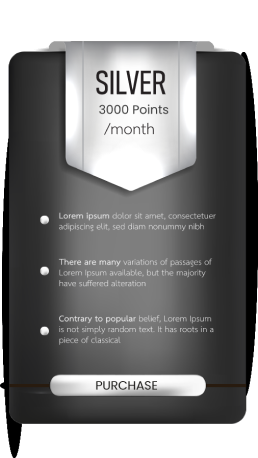 SILVER
3000 Points
/month
Lorem ipsum dolor sit amet, consectetuer
adipiscing elit, sed diam nonummy nibh
There are many variations of passages of
Lorem Ipsum available, but the majority
have suffered alteration
Contrary to popular belief, Lorem Ipsum
is not simply random text. It has roots in a
piece of classical
PURCHASE